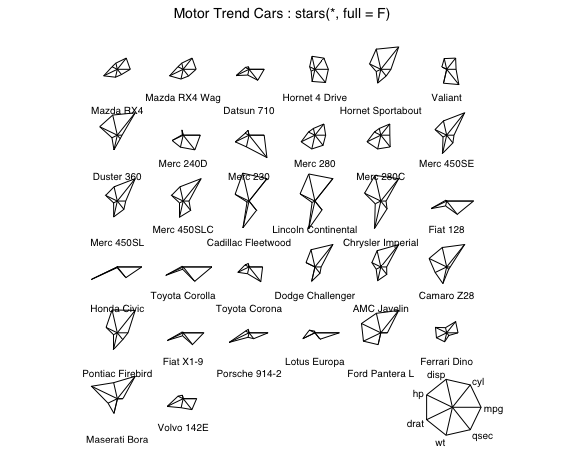 Motor Trend Cars : stars(*, full = F)
Mazda RX4 Wag Hornet 4 Drive Valiant
Mazda RX4 Datsun 710 Hornet Sportabout
Merc 240D Merc 280 Merc 450SE
Duster 360 Merc 230 Merc 280C
Merc 450SLC Lincoln Continental Fiat 128
Merc 450SL Cadillac Fleetwood Chrysler Imperial
Toyota Corolla Dodge Challenger Camaro Z28
Honda Civic Toyota Corona AMC Javelin
Fiat X1-9 Lotus Europa Ferrari Dino
Pontiac Firebird Porsche 914-2 Ford Pantera L
disp
cyl
hp
mpg
drat
qsec
wt
Volvo 142E
Maserati Bora